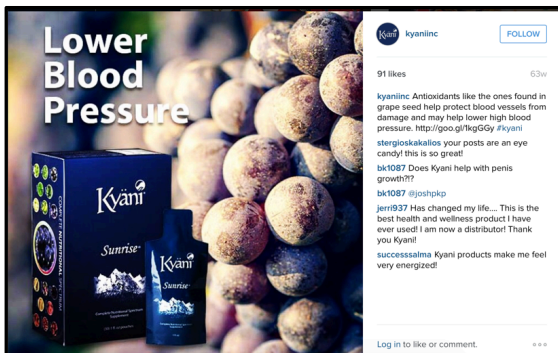 Lower
Blood
Pressure
Kyäni
Sunrise
Kyäni
Sunrise
COMPLETE NUTRITIONAL SPECTRUM
Kyäni
kyaniinc
FOLLOW
91 likes
63w
kyaniinc Antioxidants like the ones found in
grape seed help protect blood vessels from
damage and may help lower high blood
pressure. http://goo.gl/1kgGGy #kyani
stergioskakalios your posts are an eye
candy! this is so great!
bk1087 Does Kyani help with penis
growth?!?
bk1087 @joshpkp
jerri937 Has changed my life.... This is the
best health and wellness product I have
ever used! I am now a distributor! Thank
you Kyani!
successsalma Kyani products make me feel
very energized!
Log in to like or comment.